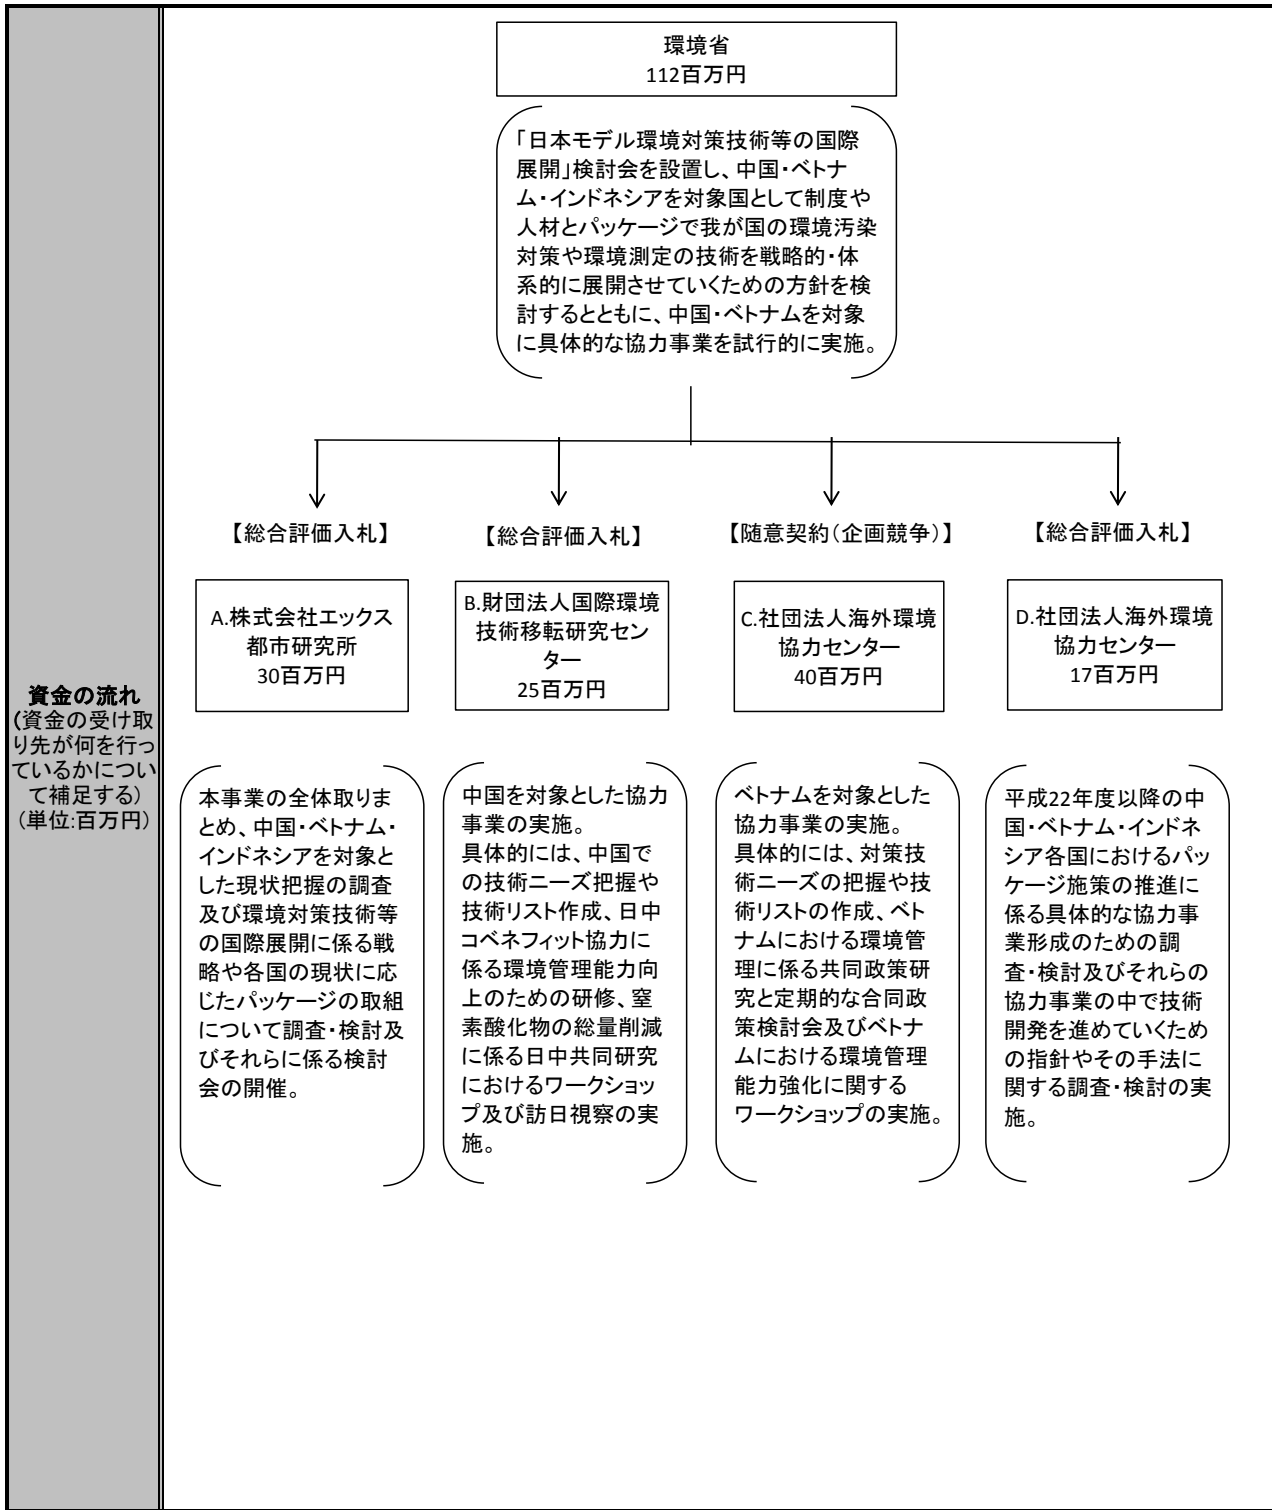 環境省
112百万円
「日本モデル環境対策技術等の国際
展開」検討会を設置し、中国・ベトナ
ム・インドネシアを対象国として制度や
人材とパッケージで我が国の環境汚染
対策や環境測定の技術を戦略的・体
系的に展開させていくための方針を検
討するとともに、中国・ベトナムを対象
に具体的な協力事業を試行的に実施。
【総合評価入札】
A.株式会社エックス
都市研究所
30百万円
本事業の全体取りま
とめ、中国・ベトナム・
インドネシアを対象と
した現状把握の調査
及び環境対策技術等
の国際展開に係る戦
略や各国の現状に応
じたパッケージの取組
について調査・検討及
びそれらに係る検討
会の開催。
【総合評価入札】
B.財団法人国際環境
技術移転研究セン
ター
25百万円
中国を対象とした協力
事業の実施。
具体的には、中国で
の技術ニーズ把握や
技術リスト作成、日中
コベネフィット協力に
係る環境管理能力向
上のための研修、窒
素酸化物の総量削減
に係る日中共同研究
におけるワークショッ
プ及び訪日視察の実
施。
【随意契約(企画競争)】
C.社団法人海外環境
協力センター
40百万円
ベトナムを対象とした
協力事業の実施。
具体的には、対策技
術ニーズの把握や技
術リストの作成、ベト
ナムにおける環境管
理に係る共同政策研
究と定期的な合同政
策検討会及びベトナ
ムにおける環境管理
能力強化に関する
ワークショップの実施。
【総合評価入札】
D.社団法人海外環境
協力センター
17百万円
平成22年度以降の中
国・ベトナム・インドネ
シア各国におけるパッ
ケージ施策の推進に
係る具体的な協力事
業形成のための調
査・検討及びそれらの
協力事業の中で技術
開発を進めていくため
の指針やその手法に
関する調査・検討の実
施。
資金の流れ
(資金の受け取
り先が何を行っ
ているかについ
て補足する)
(単位:百万円)